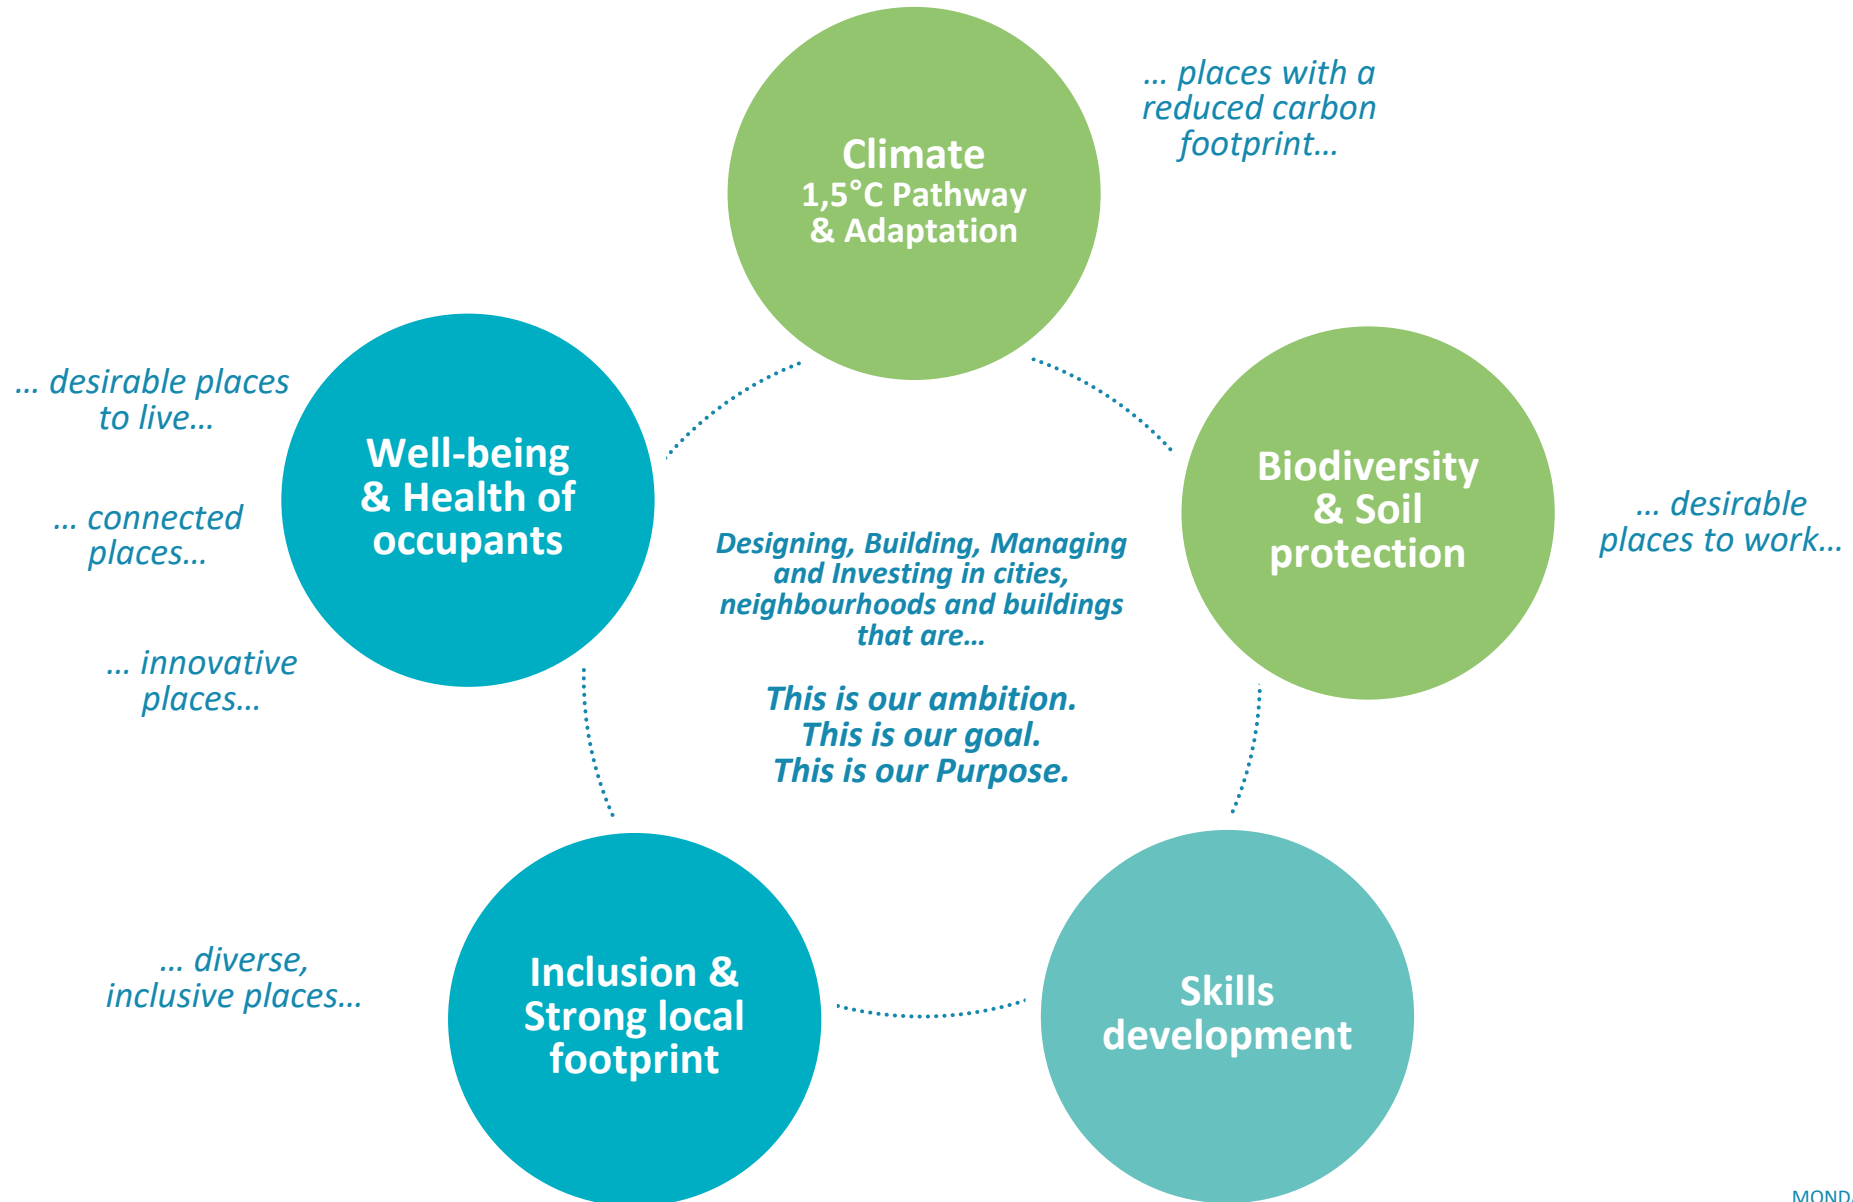 Climate
1,5°C Pathway
& Adaptation
… places with a
reduced carbon
footprint…
Well-being
& Health of
occupants
… desirable places
to live…
… connected
places…
… innovative
places…
Biodiversity
& Soil
protection
… desirable
places to work…
Designing, Building, Managing
and Investing in cities,
neighbourhoods and buildings
that are…
This is our ambition.
This is our goal.
This is our Purpose.
Inclusion &
Strong local
footprint
… diverse,
inclusive places…
Skills
development